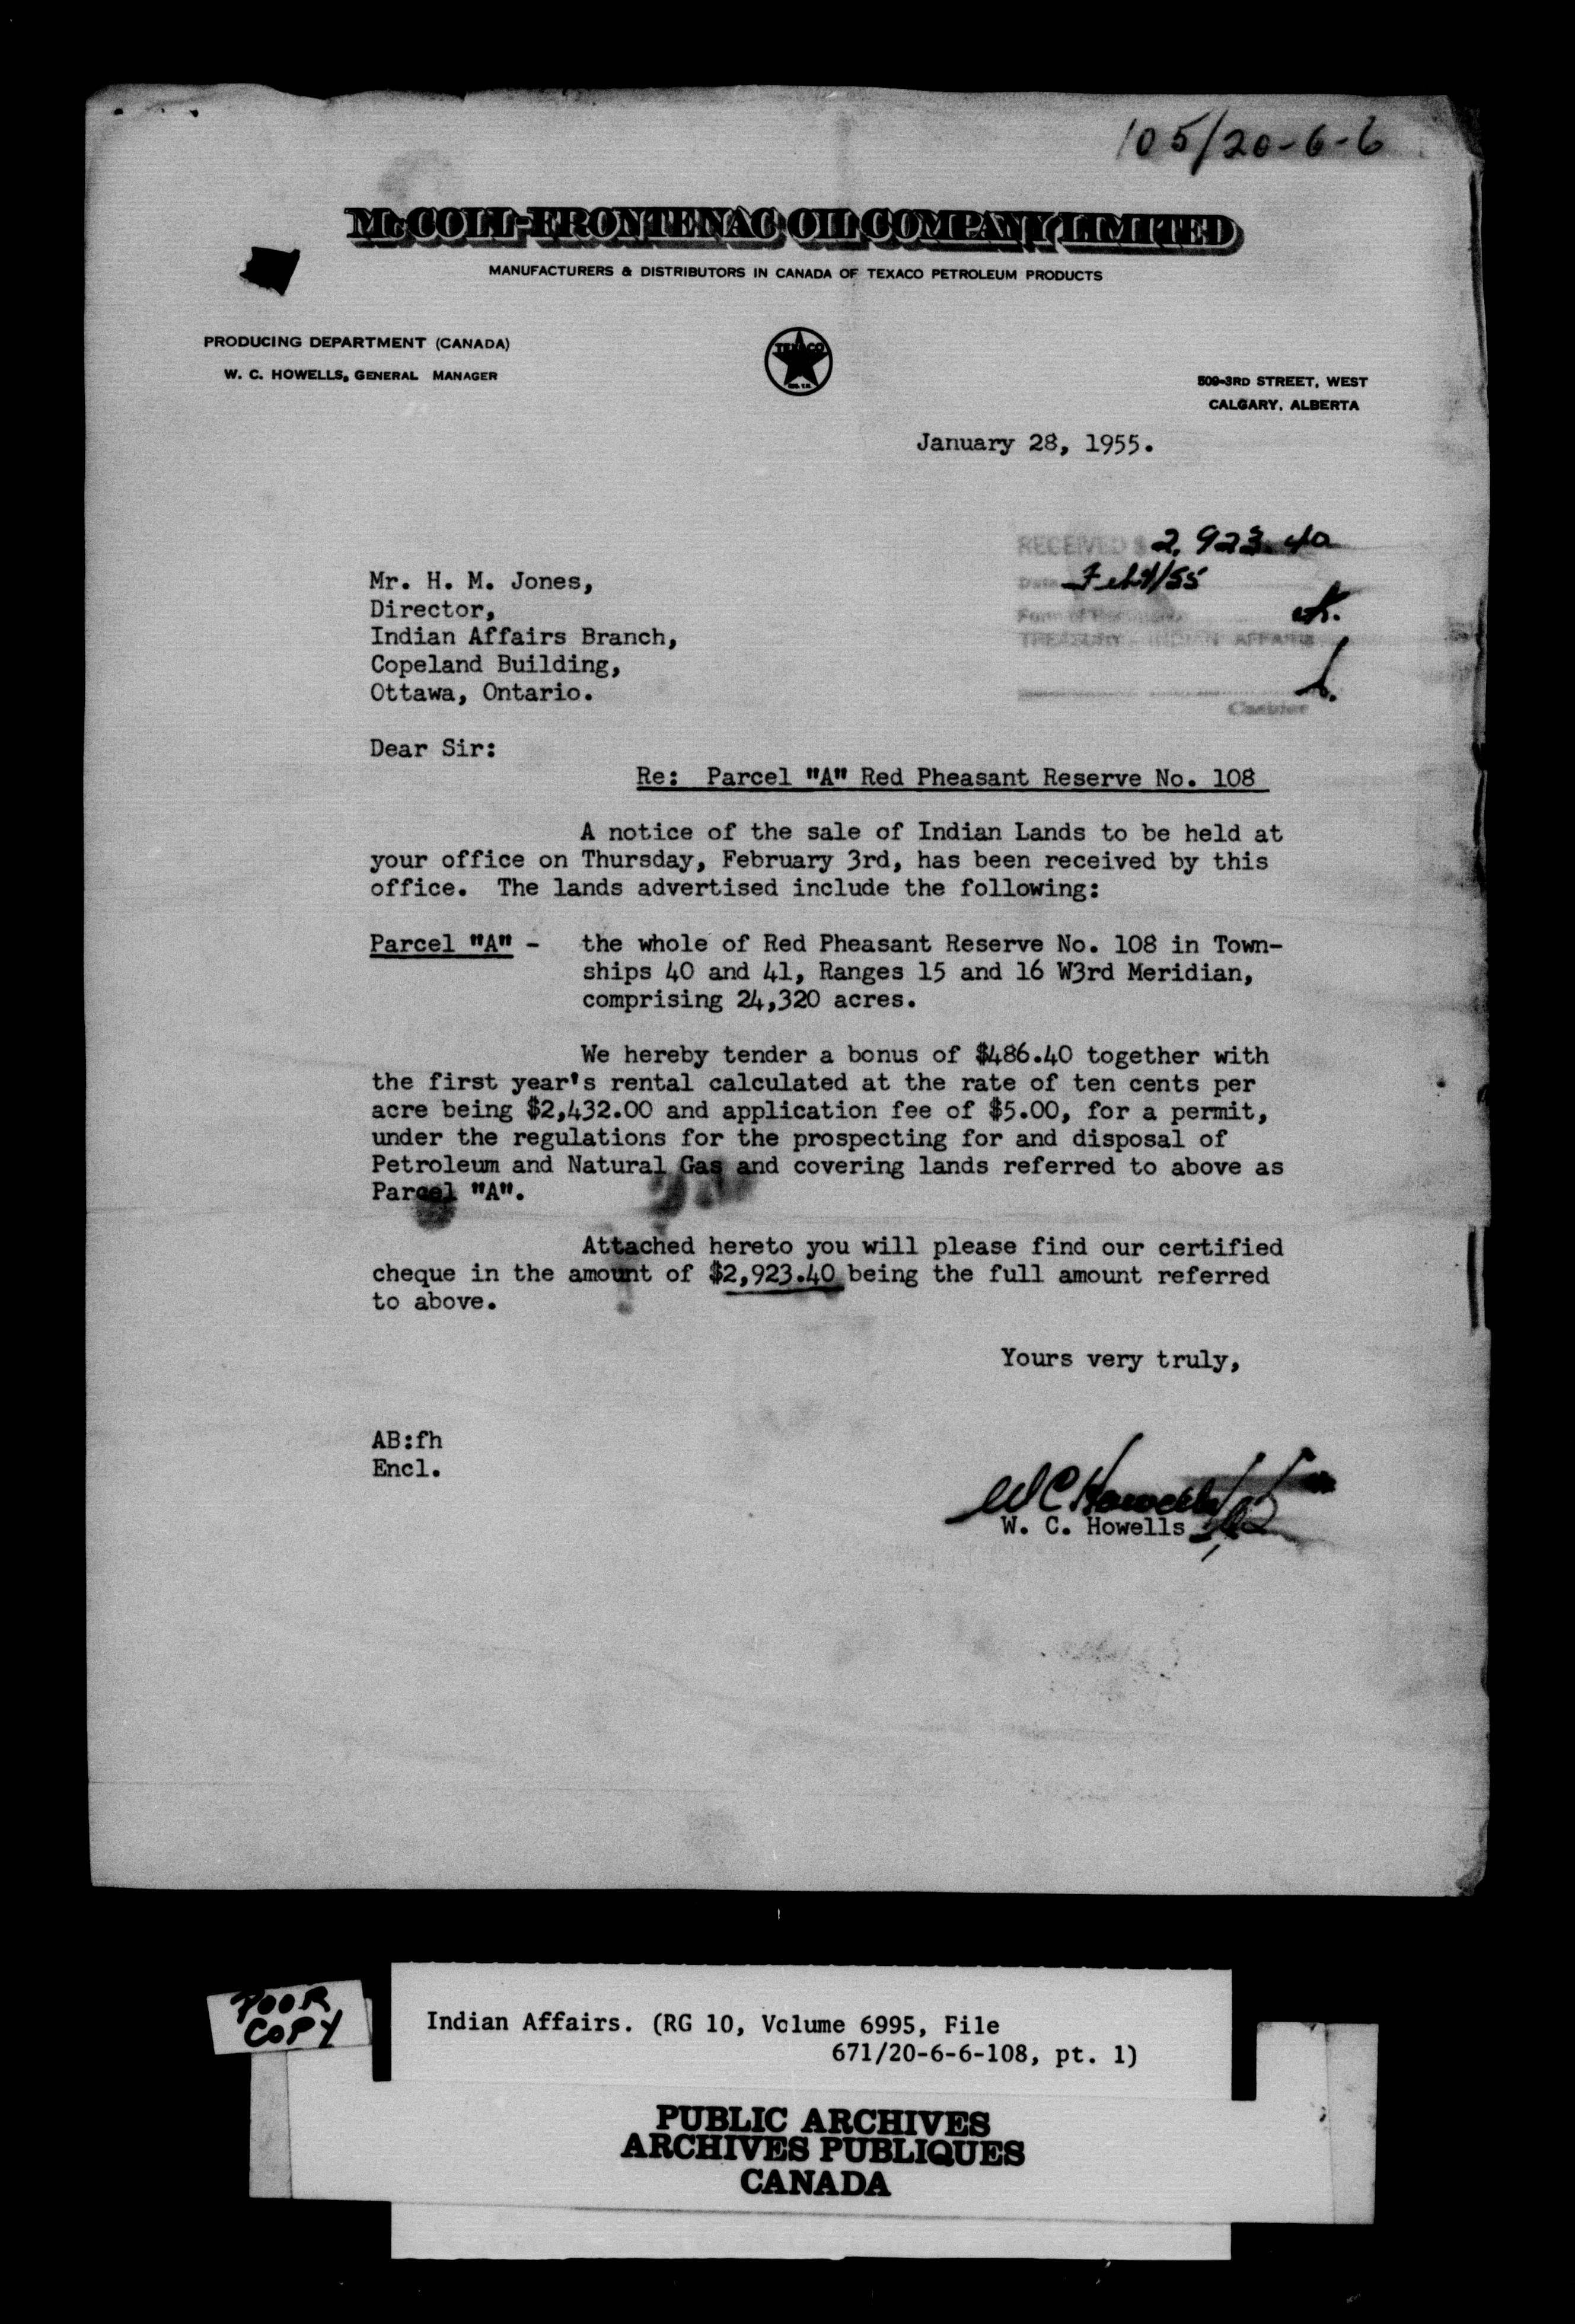 105/20-6-6
McCOLL-FRONTENAC OIL COMPANY LIMITED
MANUFACTURERS & DISTRIBUTORS IN CANADA OF TEXACO PETROLEUM PRODUCTS
PRODUCING DEPARTMENT (CANADA)
W. C. HOWELLS, GENERAL MANAGER
TEXACO
509-3RD STREET, WEST
CALGARY, ALBERTA
January 28, 1955.
RECEIVED $ 2,923.40
Date Feb 1/55
Form of
TREASURY - INDIAN AFFAIRS
Cashier
Mr. H. M. Jones,
Director,
Indian Affairs Branch,
Copeland Building,
Ottawa, Ontario.
Dear Sir:
Re: Parcel "A" Red Pheasant Reserve No. 108
A notice of the sale of Indian Lands to be held at
your office on Thursday, February 3rd, has been received by this
office. The lands advertised include the following:
Parcel "A" - the whole of Red Pheasant Reserve No. 108 in Town-
ships 40 and 41, Ranges 15 and 16 W3rd Meridian,
comprising 24,320 acres.
We hereby tender a bonus of $486.40 together with
the first year's rental calculated at the rate of ten cents per
acre being $2,432.00 and application fee of $5.00, for a permit,
under the regulations for the prospecting for and disposal of
Petroleum and Natural Gas and covering lands referred to above as
Parcel "A".
Attached hereto you will please find our certified
cheque in the amount of $2,923.40 being the full amount referred
to above.
Yours very truly,
AB:fh
Encl.
W C Howells
W. C. Howells
POOR
COPY
Indian Affairs. (RG 10, Volume 6995, File
671/20-6-6-108, pt. 1)
PUBLIC ARCHIVES
ARCHIVES PUBLIQUES
CANADA